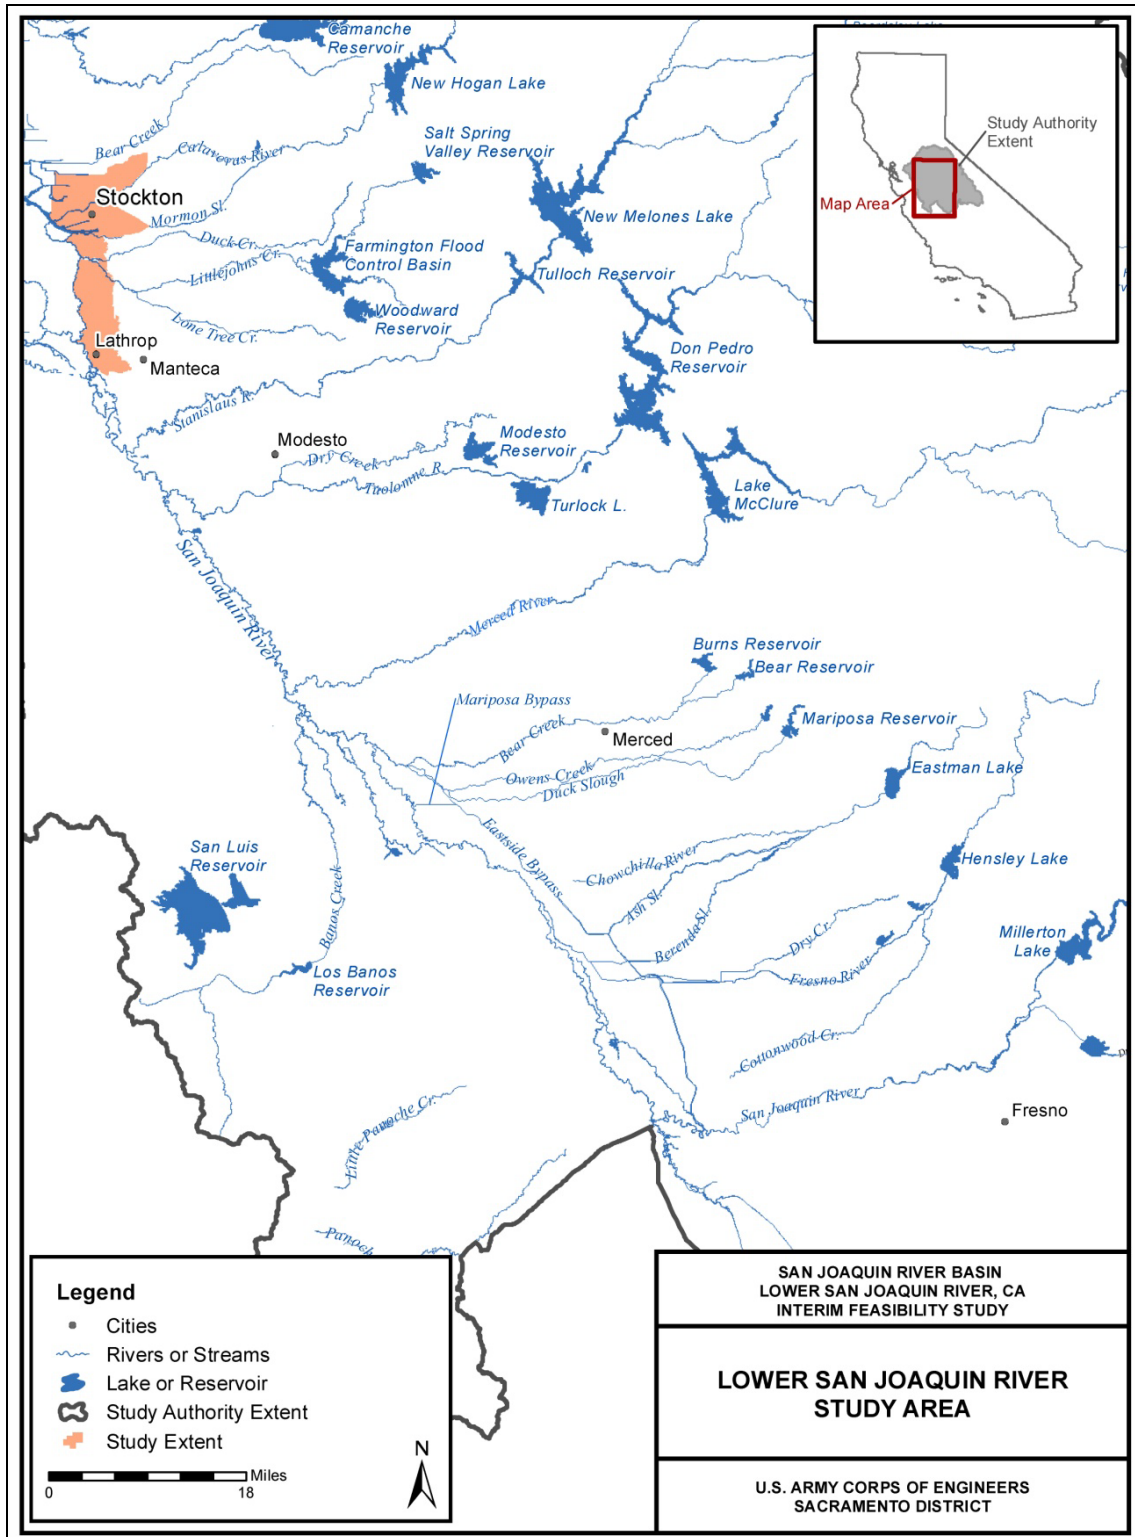 Camanche
Reservoir
New Hogan Lake
Bear Creek
Calaveras River
Salt Spring
Valley Reservoir
Stockton
Mormon Sl.
New Melones Lake
Duck Cr.
Farmington Flood
Control Basin
Littlejohns Cr.
Tulloch Reservoir
Woodward
Reservoir
Lone Tree Cr.
Lathrop
Manteca
Don Pedro
Reservoir
Stanislaus R.
Modesto
Dry Creek
Modesto
Reservoir
Tuolomne R.
Turlock L.
Lake
McClure
San Joaquin River
Merced River
Burns Reservoir
Bear Reservoir
Mariposa Bypass
Bear Creek
Merced
Mariposa Reservoir
Owens Creek
Duck Slough
Eastman Lake
Eastside Bypass
San Luis
Reservoir
Chowchilla River
Hensley Lake
Ash Sl.
Berenda Sl.
Banos Creek
Dry Cr.
Millerton
Lake
Los Banos
Reservoir
Fresno River
Cottonwood Cr.
San Joaquin River
Fresno
Little Panoche Cr.
Panoch
Study Authority
Extent
Map Area
Legend
Cities
Rivers or Streams
Lake or Reservoir
Study Authority Extent
Study Extent
Miles
0 18
N
SAN JOAQUIN RIVER BASIN
LOWER SAN JOAQUIN RIVER, CA
INTERIM FEASIBILITY STUDY
LOWER SAN JOAQUIN RIVER
STUDY AREA
U.S. ARMY CORPS OF ENGINEERS
SACRAMENTO DISTRICT